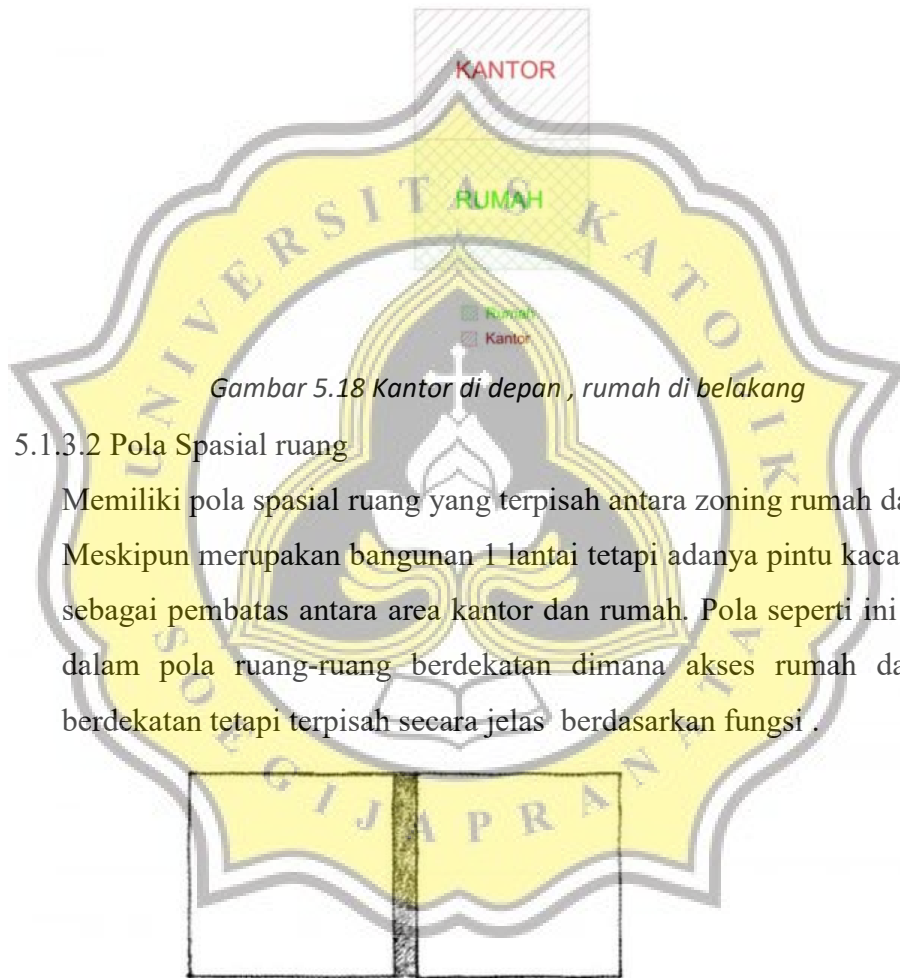 KANTOR
RUMAH
Rumah
Kantor
Gambar 5.18 Kantor di depan , rumah di belakang
5.1.3.2 Pola Spasial ruang
Memiliki pola spasial ruang yang terpisah antara zoning rumah da
Meskipun merupakan bangunan 1 lantai tetapi adanya pintu kaca
sebagai pembatas antara area kantor dan rumah. Pola seperti ini
dalam pola ruang-ruang berdekatan dimana akses rumah da
berdekatan tetapi terpisah secara jelas berdasarkan fungsi .
UNIVERSITAS KATOLIK
SOEGIJAPRANATA